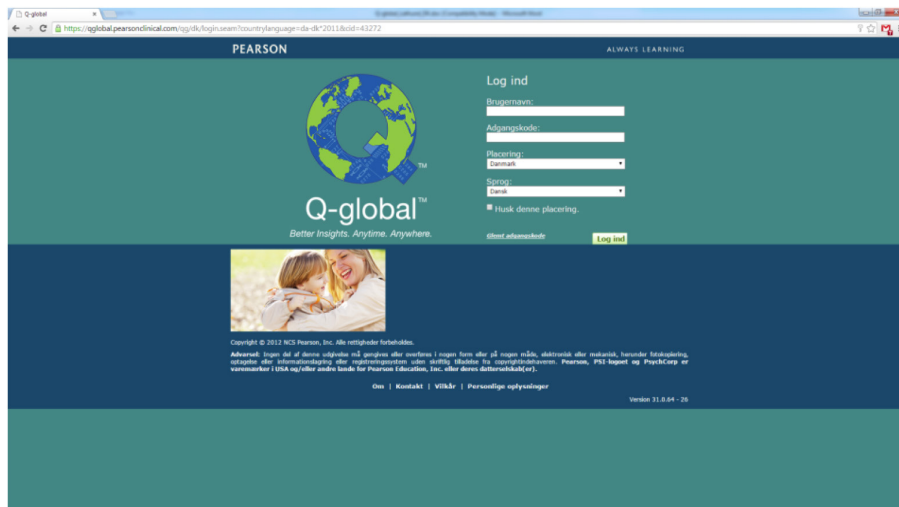 Q-global
https://qglobal.pearsonclinical.com/qg/dk/login.seam?countrylanguage=da-dk*2011&cid=43272
PEARSON
ALWAYS LEARNING
Log ind
Brugernavn:
Adgangskode:
Placering:
Danmark
Sprog:
Dansk
Husk denne placering.
Glemt adgangskode
Log ind
TM
Q-global™
Better Insights. Anytime. Anywhere.
Copyright © 2012 NCS Pearson, Inc. Alle rettigheder forbeholdes.
Advarsel: Ingen del af denne udgivelse må gengives eller overføres i nogen form eller på nogen måde, elektronisk eller mekanisk, herunder fotokopiering,
optagelse eller informationslagring eller registreringssystem uden skriftlig tilladelse fra copyrightindehaveren. Pearson, PSI-logoet og PsychCorp er
varemærker i USA og/eller andre lande for Pearson Education, Inc. eller deres datterselskab(er).
Om | Kontakt | Vilkår | Personlige oplysninger
Version 31.0.64 - 26